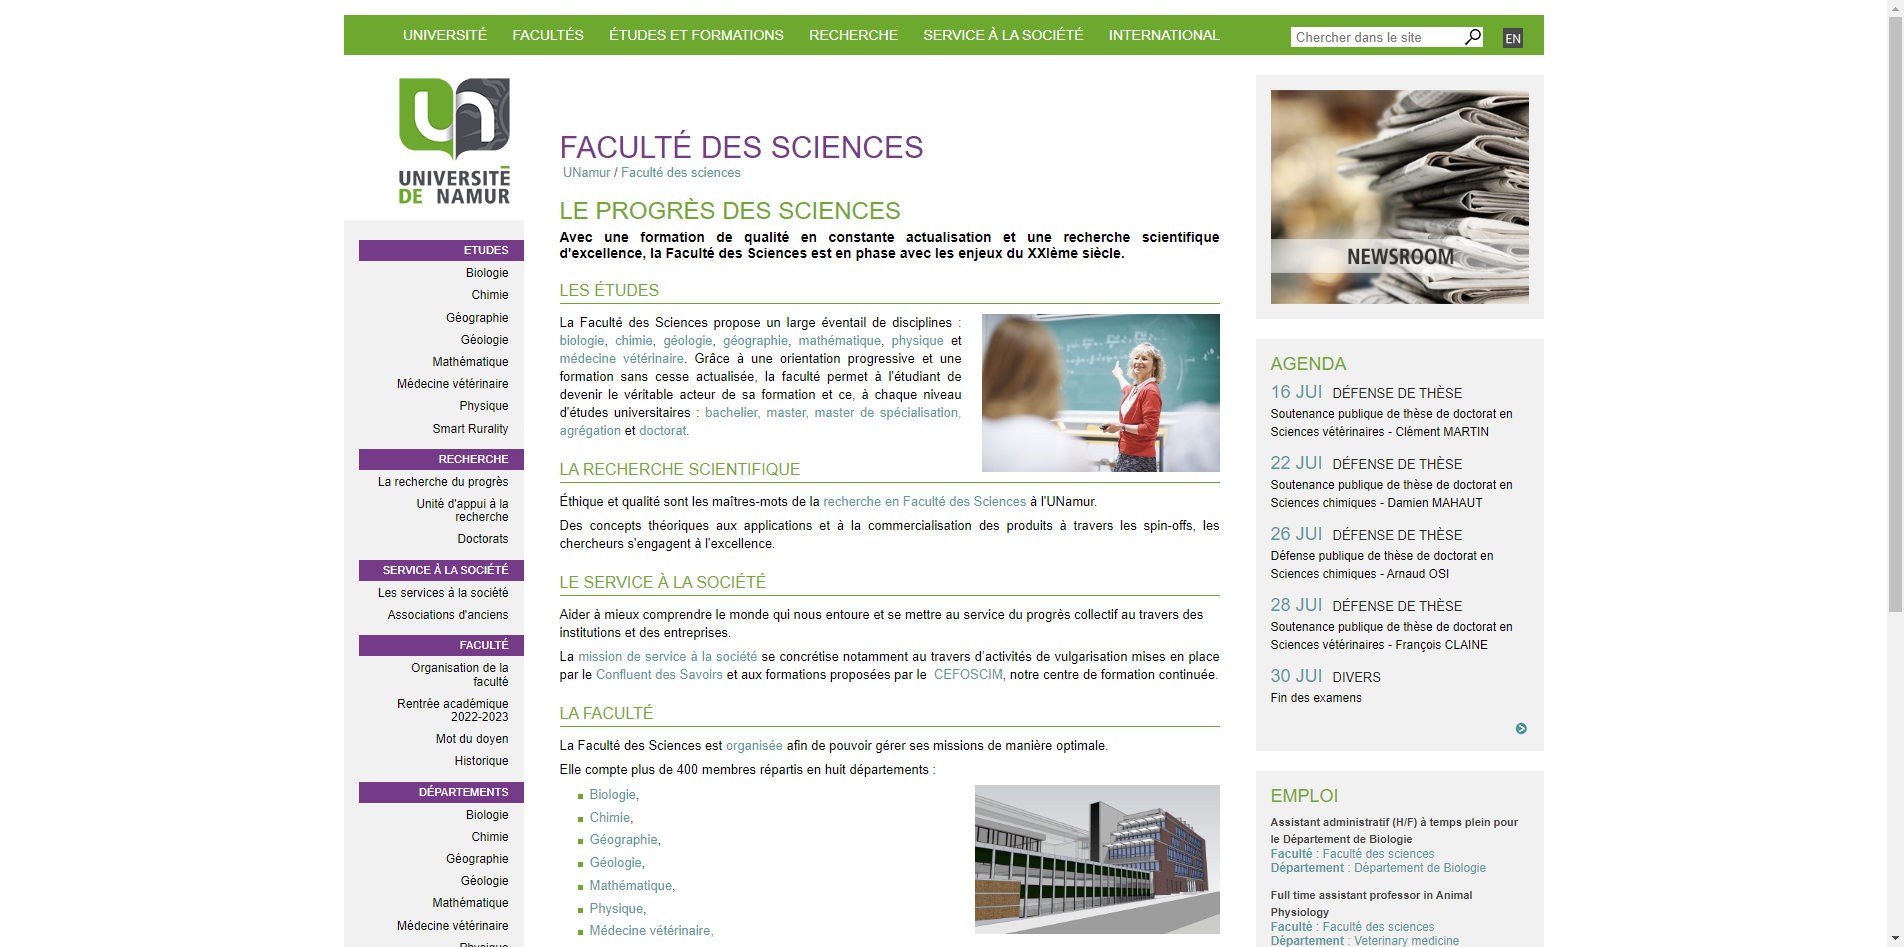 UNIVERSITÉ FACULTÉS ÉTUDES ET FORMATIONS RECHERCHE SERVICE À LA SOCIÉTÉ INTERNATIONAL Chercher dans le site EN
UNIVERSITÉ
DE NAMUR
ETUDES
Biologie
Chimie
Géographie
Géologie
Mathématique
Médecine vétérinaire
Physique
Smart Rurality
RECHERCHE
La recherche du progrès
Unité d'appui à la
recherche
Doctorats
SERVICE À LA SOCIÉTÉ
Les services à la société
Associations d'anciens
FACULTÉ
Organisation de la
faculté
Rentrée académique
2022-2023
Mot du doyen
Historique
DÉPARTEMENTS
Biologie
Chimie
Géographie
Géologie
Mathématique
Médecine vétérinaire
Physique
FACULTÉ DES SCIENCES
UNamur / Faculté des sciences
LE PROGRÈS DES SCIENCES
Avec une formation de qualité en constante actualisation et une recherche scientifique
d'excellence, la Faculté des Sciences est en phase avec les enjeux du XXIème siècle.
LES ÉTUDES
La Faculté des Sciences propose un large éventail de disciplines :
biologie, chimie, géologie, géographie, mathématique, physique et
médecine vétérinaire. Grâce à une orientation progressive et une
formation sans cesse actualisée, la faculté permet à l'étudiant de
devenir le véritable acteur de sa formation et ce, à chaque niveau
d'études universitaires : bachelier, master, master de spécialisation,
agrégation et doctorat.
LA RECHERCHE SCIENTIFIQUE
Éthique et qualité sont les maîtres-mots de la recherche en Faculté des Sciences à l'UNamur.
Des concepts théoriques aux applications et à la commercialisation des produits à travers les spin-offs, les
chercheurs s'engagent à l'excellence.
LE SERVICE À LA SOCIÉTÉ
Aider à mieux comprendre le monde qui nous entoure et se mettre au service du progrès collectif au travers des
institutions et des entreprises.
La mission de service à la société se concrétise notamment au travers d'activités de vulgarisation mises en place
par le Confluent des Savoirs et aux formations proposées par le CEFOSCIM, notre centre de formation continuée.
LA FACULTÉ
La Faculté des Sciences est organisée afin de pouvoir gérer ses missions de manière optimale.
Elle compte plus de 400 membres répartis en huit départements :
Biologie,
Chimie,
Géographie,
Géologie,
Mathématique,
Physique,
Médecine vétérinaire,
NEWSROOM
AGENDA
16 JUI DÉFENSE DE THÈSE
Soutenance publique de thèse de doctorat en
Sciences vétérinaires - Clément MARTIN
22 JUI DÉFENSE DE THÈSE
Soutenance publique de thèse de doctorat en
Sciences chimiques - Damien MAHAUT
26 JUI DÉFENSE DE THÈSE
Défense publique de thèse de doctorat en
Sciences chimiques - Arnaud OSI
28 JUI DÉFENSE DE THÈSE
Soutenance publique de thèse de doctorat en
Sciences vétérinaires - François CLAINE
30 JUI DIVERS
Fin des examens
EMPLOI
Assistant administratif (H/F) à temps plein pour
le Département de Biologie
Faculté : Faculté des sciences
Département : Département de Biologie
Full time assistant professor in Animal
Physiology
Faculté : Faculté des sciences
Département : Veterinary medicine